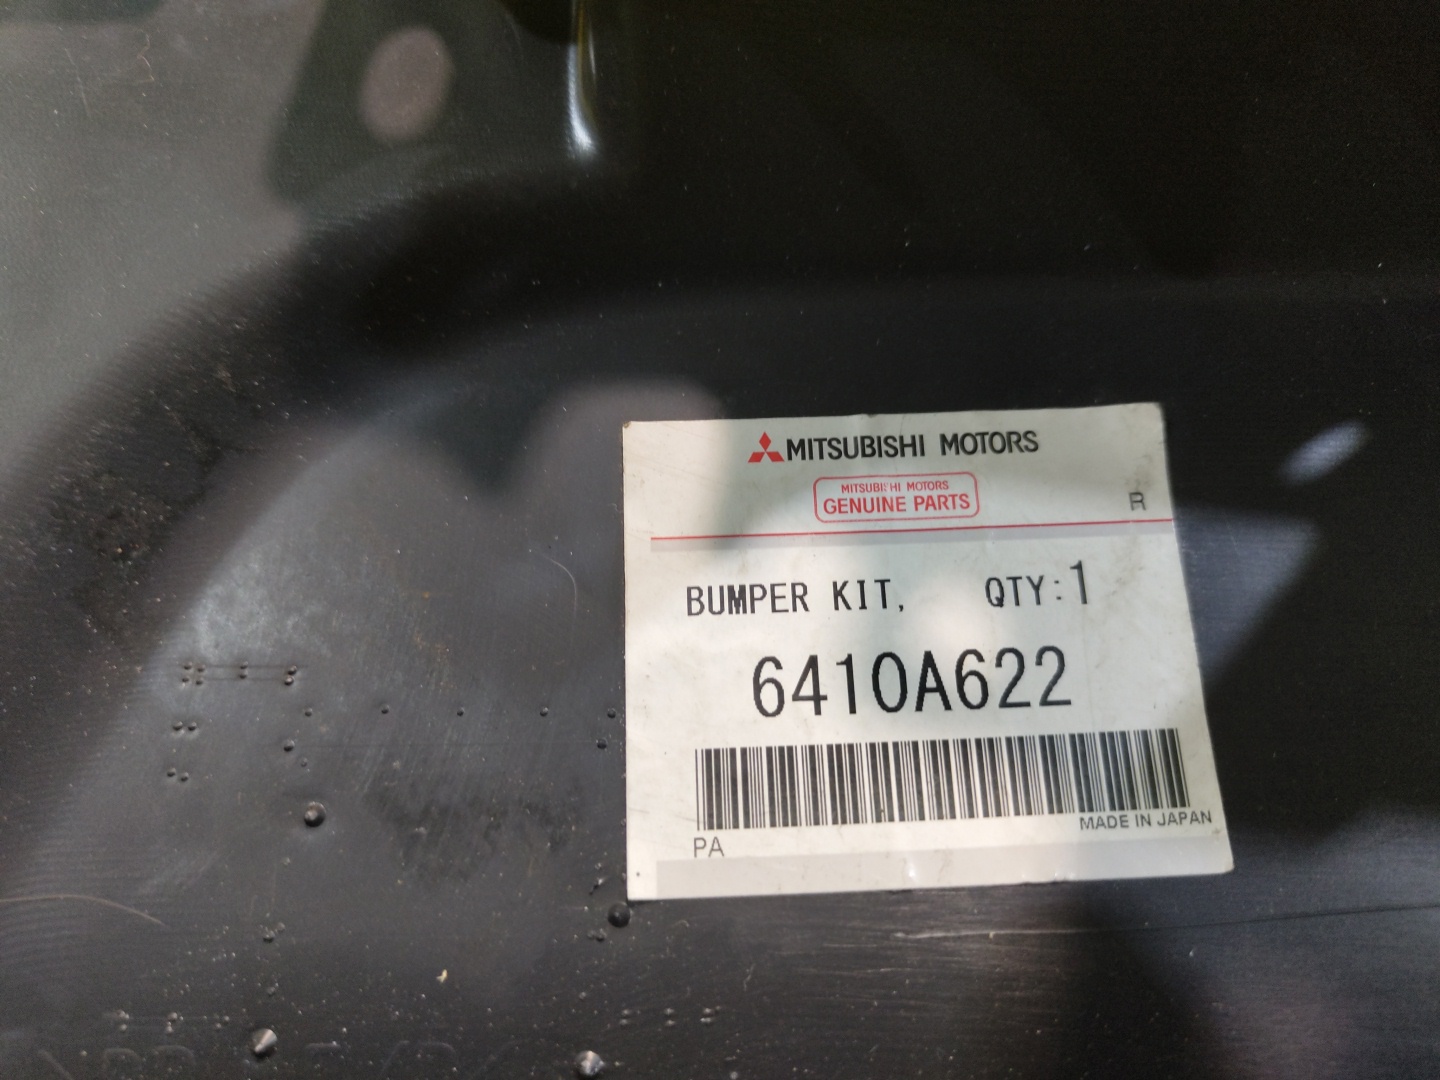 MITSUBISHI MOTORS
MITSUBISHI MOTORS
GENUINE PARTS
R
BUMPER KIT, QTY:1
6410A622
MADE IN JAPAN
PA